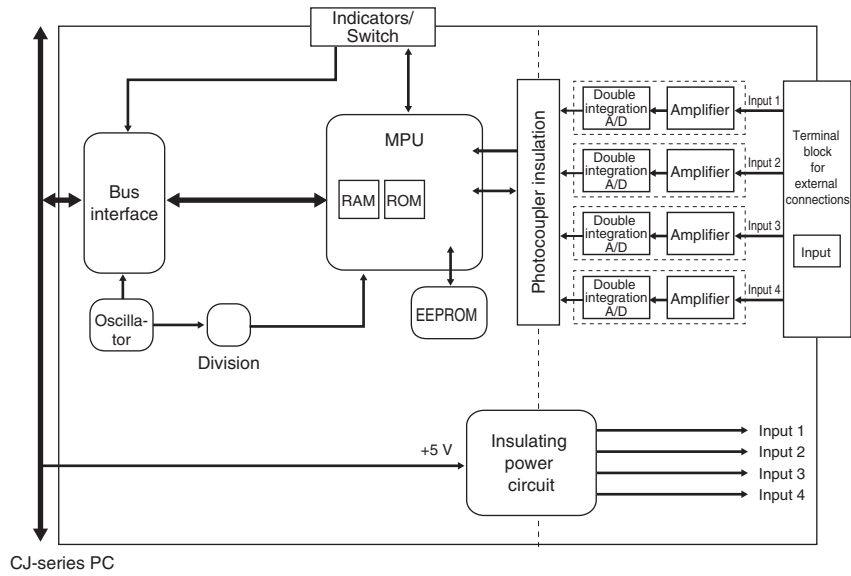 Indicators/
Switch
Bus
interface
MPU
RAM
ROM
Oscilla-
tor
Division
EEPROM
Photocoupler insulation
Double
integration
A/D
Amplifier
Input 1
Double
integration
A/D
Amplifier
Input 2
Double
integration
A/D
Amplifier
Input 3
Double
integration
A/D
Amplifier
Input 4
Terminal
block
for
external
connections
Input
+5 V
Insulating
power
circuit
Input 1
Input 2
Input 3
Input 4
CJ-series PC